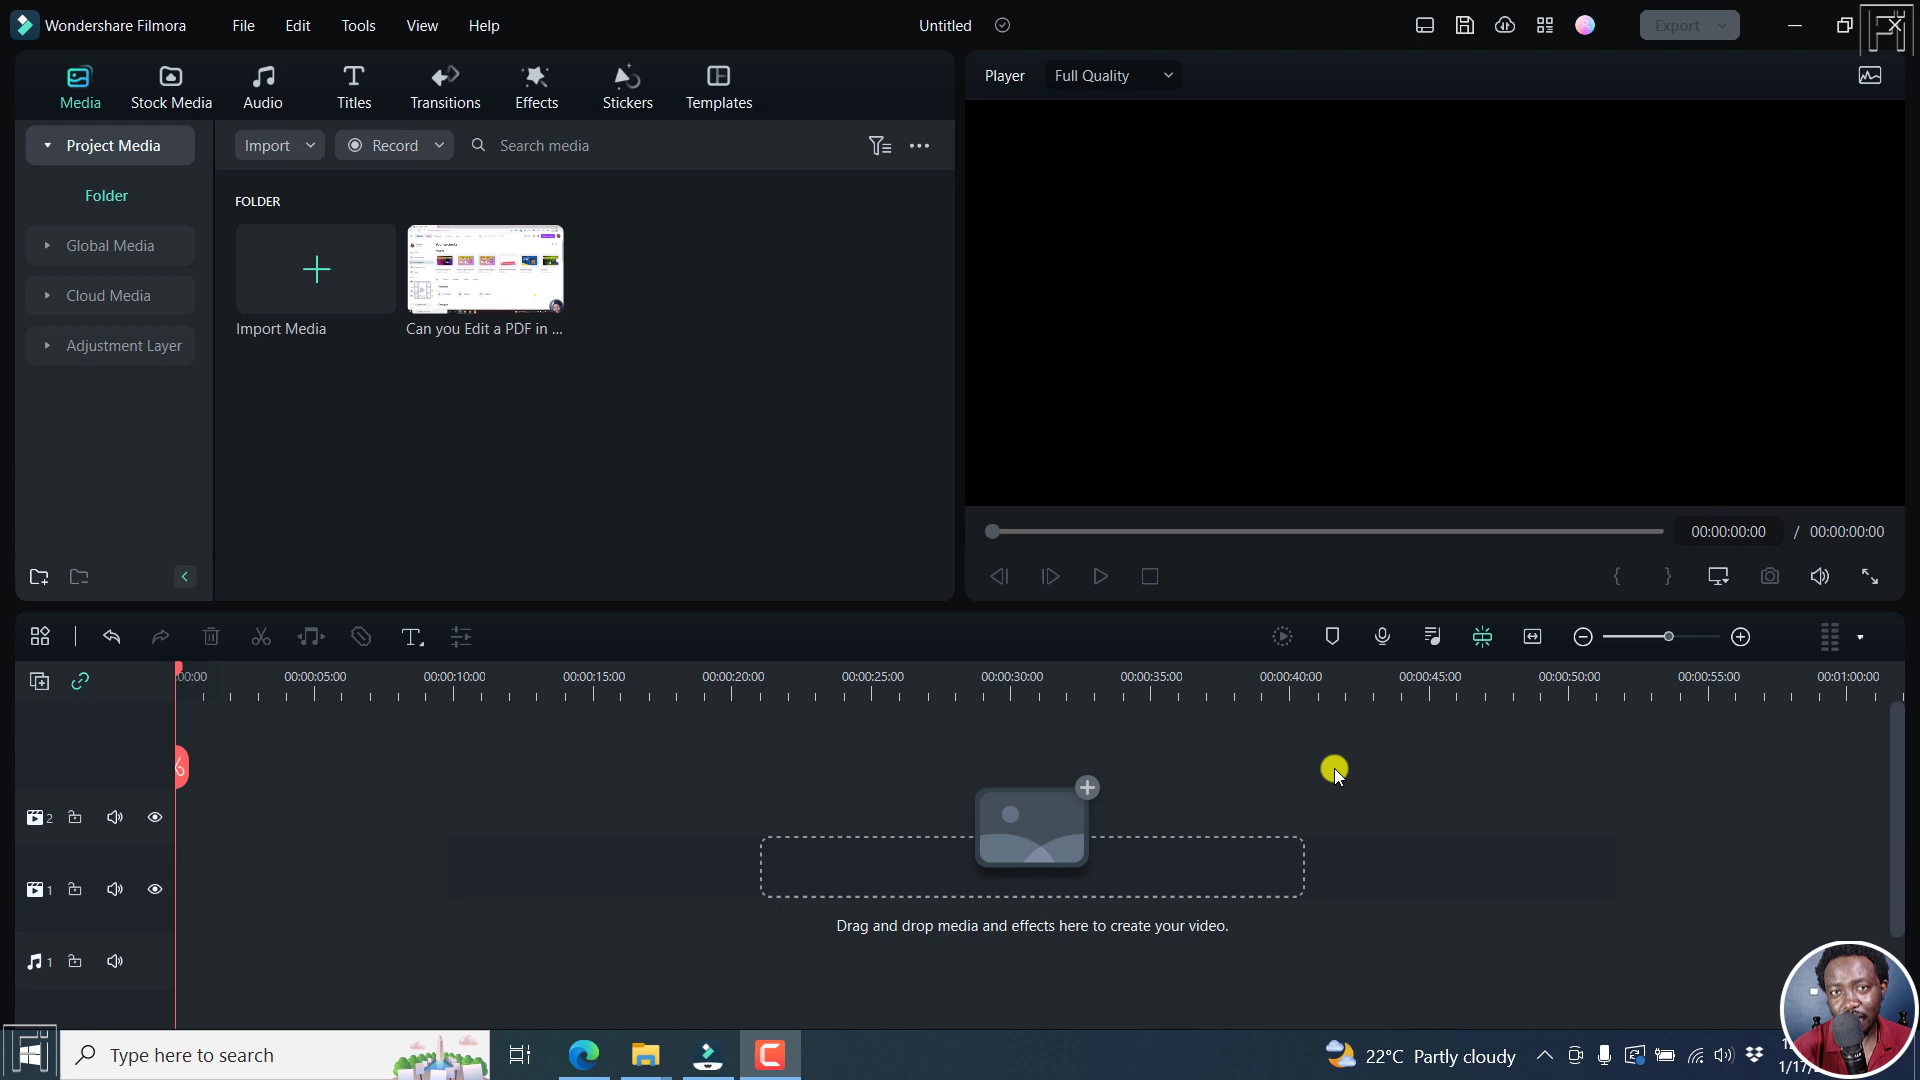 Wondershare Filmora File Edit Tools View Help Untitled Export
Media Stock Media Audio Titles Transitions Effects Stickers Templates
Player Full Quality
Project Media
Import Record Search media
Folder
FOLDER
Global Media
Cloud Media
Import Media Can you Edit a PDF in ...
Adjustment Layer
00:00:00:00 / 00:00:00:00
:00:00 00:00:05:00 00:00:10:00 00:00:15:00 00:00:20:00 00:00:25:00 00:00:30:00 00:00:35:00 00:00:40:00 00:00:45:00 00:00:50:00 00:00:55:00 00:01:00:00
2
1
Drag and drop media and effects here to create your video.
1
Type here to search
22°C Partly cloudy